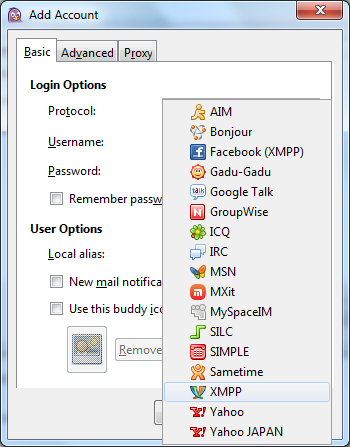 Add Account
Basic Advanced Proxy
Login Options
Protocol:
Username:
Password:
Remember passw
User Options
Local alias:
New mail notifica
Use this buddy ico
Remove
AIM
Bonjour
Facebook (XMPP)
Gadu-Gadu
Google Talk
GroupWise
ICQ
IRC
MSN
MXit
MySpaceIM
SILC
SIMPLE
Sametime
XMPP
Yahoo
Yahoo JAPAN